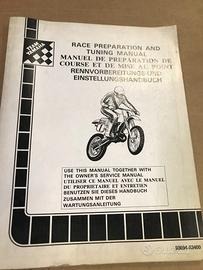 RACE PREPARATION AND
TUNING MANUAL
MANUEL DE PREPARATION DE
COURSE ET DE MISE AU POINT
RENNVORBEREITUNGS-UND
EINSTELLUNGSHANDBUCH
USE THIS MANUAL TOGETHER WITH
THE OWNER'S SERVICE MANUAL
UTILISER CE MANUEL AVEC LE MANUEL
DU PROPRIETAIRE ET ENTRETIEN
BENUTZEN SIE DIESES HANDBUCH
ZUSAMMEN MIT DER
WARTUNGSANLEITUNG